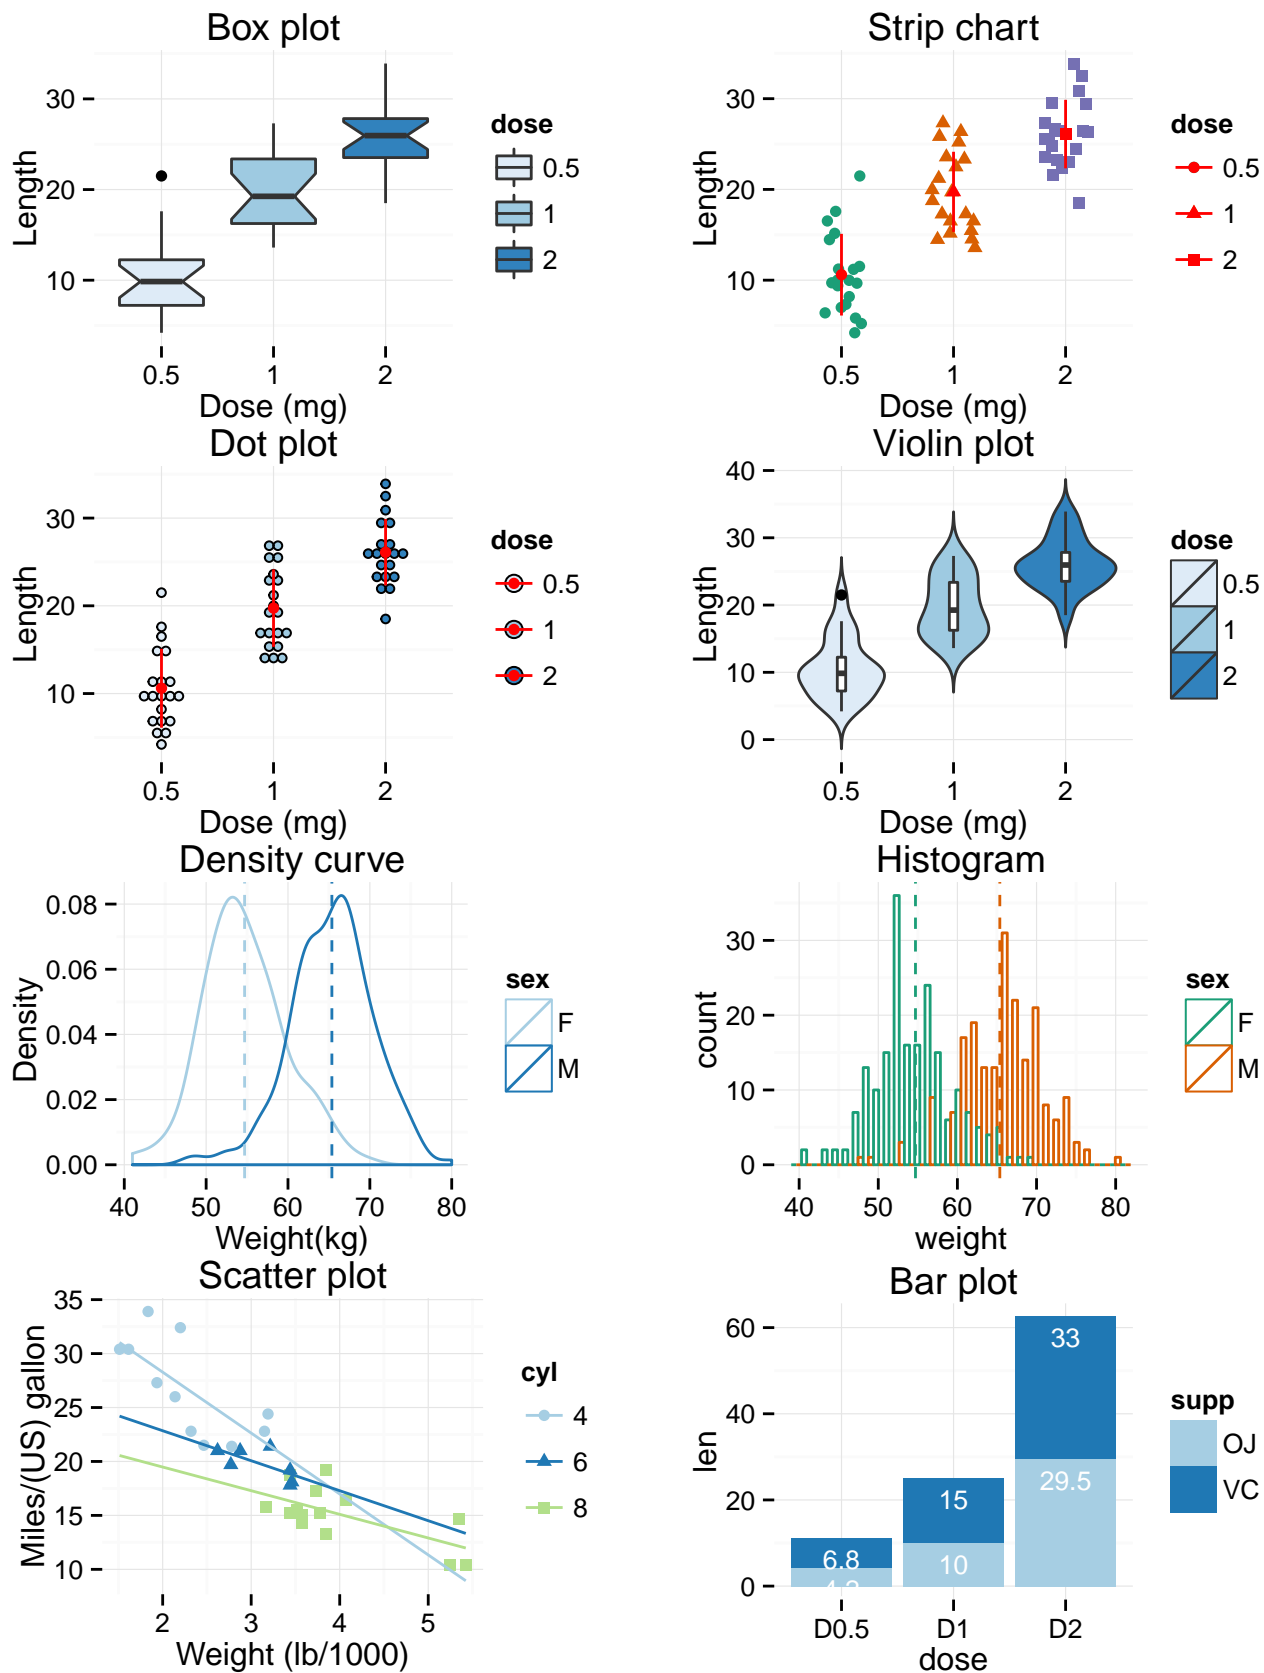 Box plot
Length
30
20
10
0.5
1
2
Dose (mg)
dose
0.5
1
2
Strip chart
Length
30
20
10
0.5
1
2
Dose (mg)
dose
0.5
1
2
Dot plot
Length
30
20
10
0.5
1
2
Dose (mg)
dose
0.5
1
2
Violin plot
Length
40
30
20
10
0
0.5
1
2
Dose (mg)
dose
0.5
1
2
Density curve
Density
0.08
0.06
0.04
0.02
0.00
40
50
60
70
80
Weight(kg)
sex
F
M
Histogram
count
30
20
10
0
40
50
60
70
80
weight
sex
F
M
Scatter plot
Miles/(US) gallon
35
30
25
20
15
10
2
3
4
5
Weight (lb/1000)
cyl
4
6
8
Bar plot
len
60
40
20
0
6.8
4.2
15
10
33
29.5
D0.5
D1
D2
dose
supp
OJ
VC